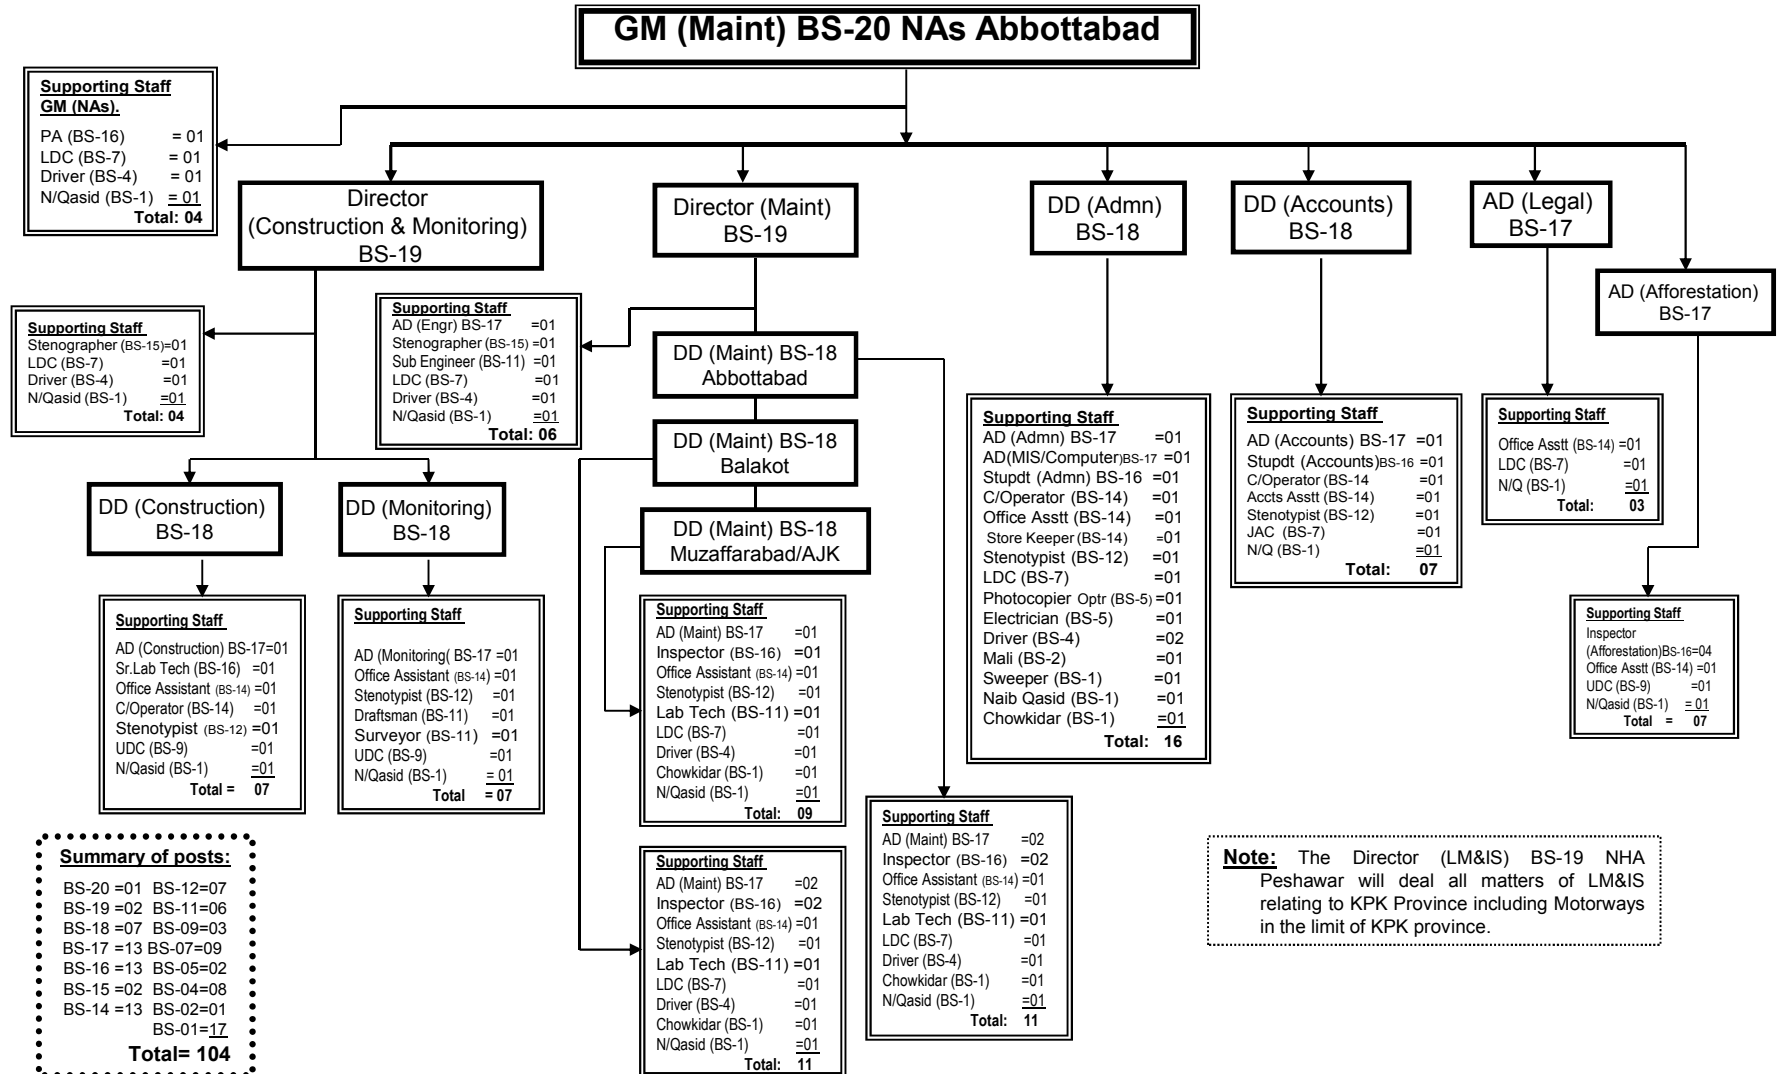 GM (Maint) BS-20 NAs Abbottabad
Supporting Staff
GM (NAs).
PA (BS-16) = 01
LDC (BS-7) = 01
Driver (BS-4) = 01
N/Qasid (BS-1) = 01
Total: 04
Director
(Construction & Monitoring)
BS-19
Director (Maint)
BS-19
DD (Admn)
BS-18
DD (Accounts)
BS-18
AD (Legal)
BS-17
AD (Afforestation)
BS-17
Supporting Staff
Stenographer (BS-15)=01
LDC (BS-7) =01
Driver (BS-4) =01
N/Qasid (BS-1) =01
Total: 04
Supporting Staff
AD (Engr) BS-17 =01
Stenographer (BS-15) =01
Sub Engineer (BS-11) =01
LDC (BS-7) =01
Driver (BS-4) =01
N/Qasid (BS-1) =01
Total: 06
DD (Maint) BS-18
Abbottabad
DD (Maint) BS-18
Balakot
DD (Maint) BS-18
Muzaffarabad/AJK
DD (Construction)
BS-18
DD (Monitoring)
BS-18
Supporting Staff
AD (Construction) BS-17=01
Sr.Lab Tech (BS-16) =01
Office Assistant (BS-14) =01
C/Operator (BS-14) =01
Stenotypist (BS-12) =01
UDC (BS-9) =01
N/Qasid (BS-1) =01
Total = 07
Supporting Staff
AD (Monitoring( BS-17 =01
Office Assistant (BS-14) =01
Stenotypist (BS-12) =01
Draftsman (BS-11) =01
Surveyor (BS-11) =01
UDC (BS-9) =01
N/Qasid (BS-1) = 01
Total = 07
Supporting Staff
AD (Maint) BS-17 =01
Inspector (BS-16) =01
Office Assistant (BS-14) =01
Stenotypist (BS-12) =01
Lab Tech (BS-11) =01
LDC (BS-7) =01
Driver (BS-4) =01
Chowkidar (BS-1) =01
N/Qasid (BS-1) =01
Total: 09
Supporting Staff
AD (Maint) BS-17 =02
Inspector (BS-16) =02
Office Assistant (BS-14) =01
Stenotypist (BS-12) =01
Lab Tech (BS-11) =01
LDC (BS-7) =01
Driver (BS-4) =01
Chowkidar (BS-1) =01
N/Qasid (BS-1) =01
Total: 11
Supporting Staff
AD (Maint) BS-17 =02
Inspector (BS-16) =02
Office Assistant (BS-14) =01
Stenotypist (BS-12) =01
Lab Tech (BS-11) =01
LDC (BS-7) =01
Driver (BS-4) =01
Chowkidar (BS-1) =01
N/Qasid (BS-1) =01
Total: 11
Supporting Staff
AD (Admn) BS-17 =01
AD(MIS/Computer)BS-17 =01
Stupdt (Admn) BS-16 =01
C/Operator (BS-14) =01
Office Asstt (BS-14) =01
Store Keeper (BS-14) =01
Stenotypist (BS-12) =01
LDC (BS-7) =01
Photocopier Optr (BS-5) =01
Electrician (BS-5) =01
Driver (BS-4) =02
Mali (BS-2) =01
Sweeper (BS-1) =01
Naib Qasid (BS-1) =01
Chowkidar (BS-1) =01
Total: 16
Supporting Staff
AD (Accounts) BS-17 =01
Stupdt (Accounts)BS-16 =01
C/Operator (BS-14 =01
Accts Asstt (BS-14) =01
Stenotypist (BS-12) =01
JAC (BS-7) =01
N/Q (BS-1) =01
Total: 07
Supporting Staff
Office Asstt (BS-14) =01
LDC (BS-7) =01
N/Q (BS-1) =01
Total: 03
Supporting Staff
Inspector
(Afforestation)BS-16=04
Office Asstt (BS-14) =01
UDC (BS-9) =01
N/Qasid (BS-1) = 01
Total = 07
Summary of posts:
BS-20 =01 BS-12=07
BS-19 =02 BS-11=06
BS-18 =07 BS-09=03
BS-17 =13 BS-07=09
BS-16 =13 BS-05=02
BS-15 =02 BS-04=08
BS-14 =13 BS-02=01
BS-01=17
Total= 104
Note: The Director (LM&IS) BS-19 NHA
Peshawar will deal all matters of LM&IS
relating to KPK Province including Motorways
in the limit of KPK province.